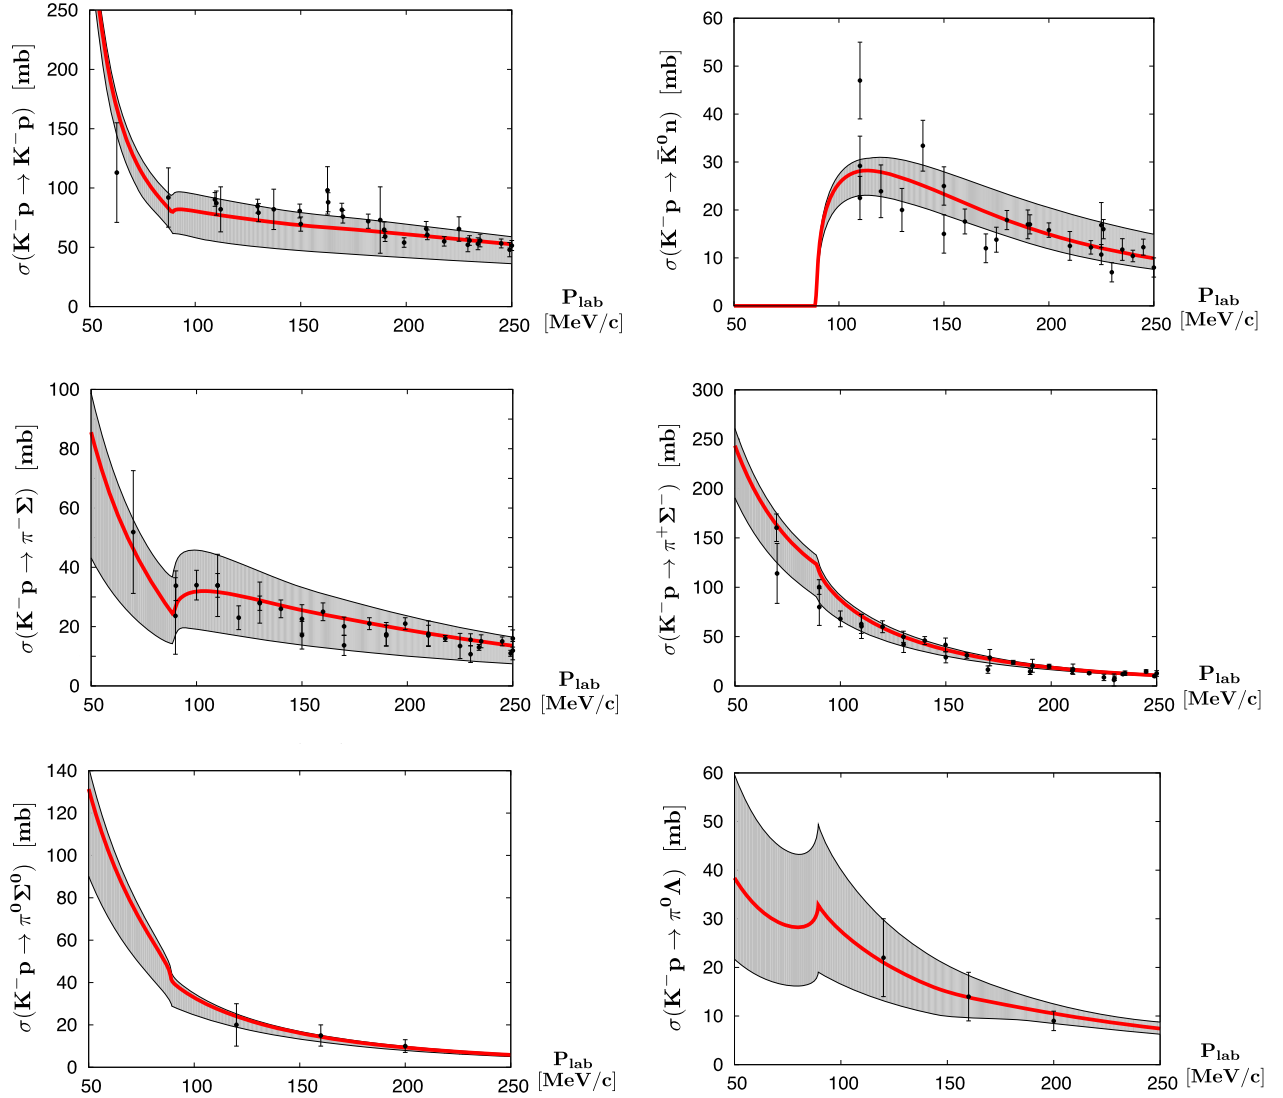 250
200
150
100
50
0
50 100 150 200 250
σ(K⁻p → K⁻p) [mb]
P_lab
[MeV/c]
60
50
40
30
20
10
0
50 100 150 200 250
σ(K⁻p → K̄⁰n) [mb]
P_lab
[MeV/c]
100
80
60
40
20
0
50 100 150 200 250
σ(K⁻p → π⁻Σ) [mb]
P_lab
[MeV/c]
300
250
200
150
100
50
0
50 100 150 200 250
σ(K⁻p → π⁺Σ⁻) [mb]
P_lab
[MeV/c]
140
120
100
80
60
40
20
0
50 100 150 200 250
σ(K⁻p → π⁰Σ⁰) [mb]
P_lab
[MeV/c]
60
50
40
30
20
10
0
50 100 150 200 250
σ(K⁻p → π⁰Λ) [mb]
P_lab
[MeV/c]